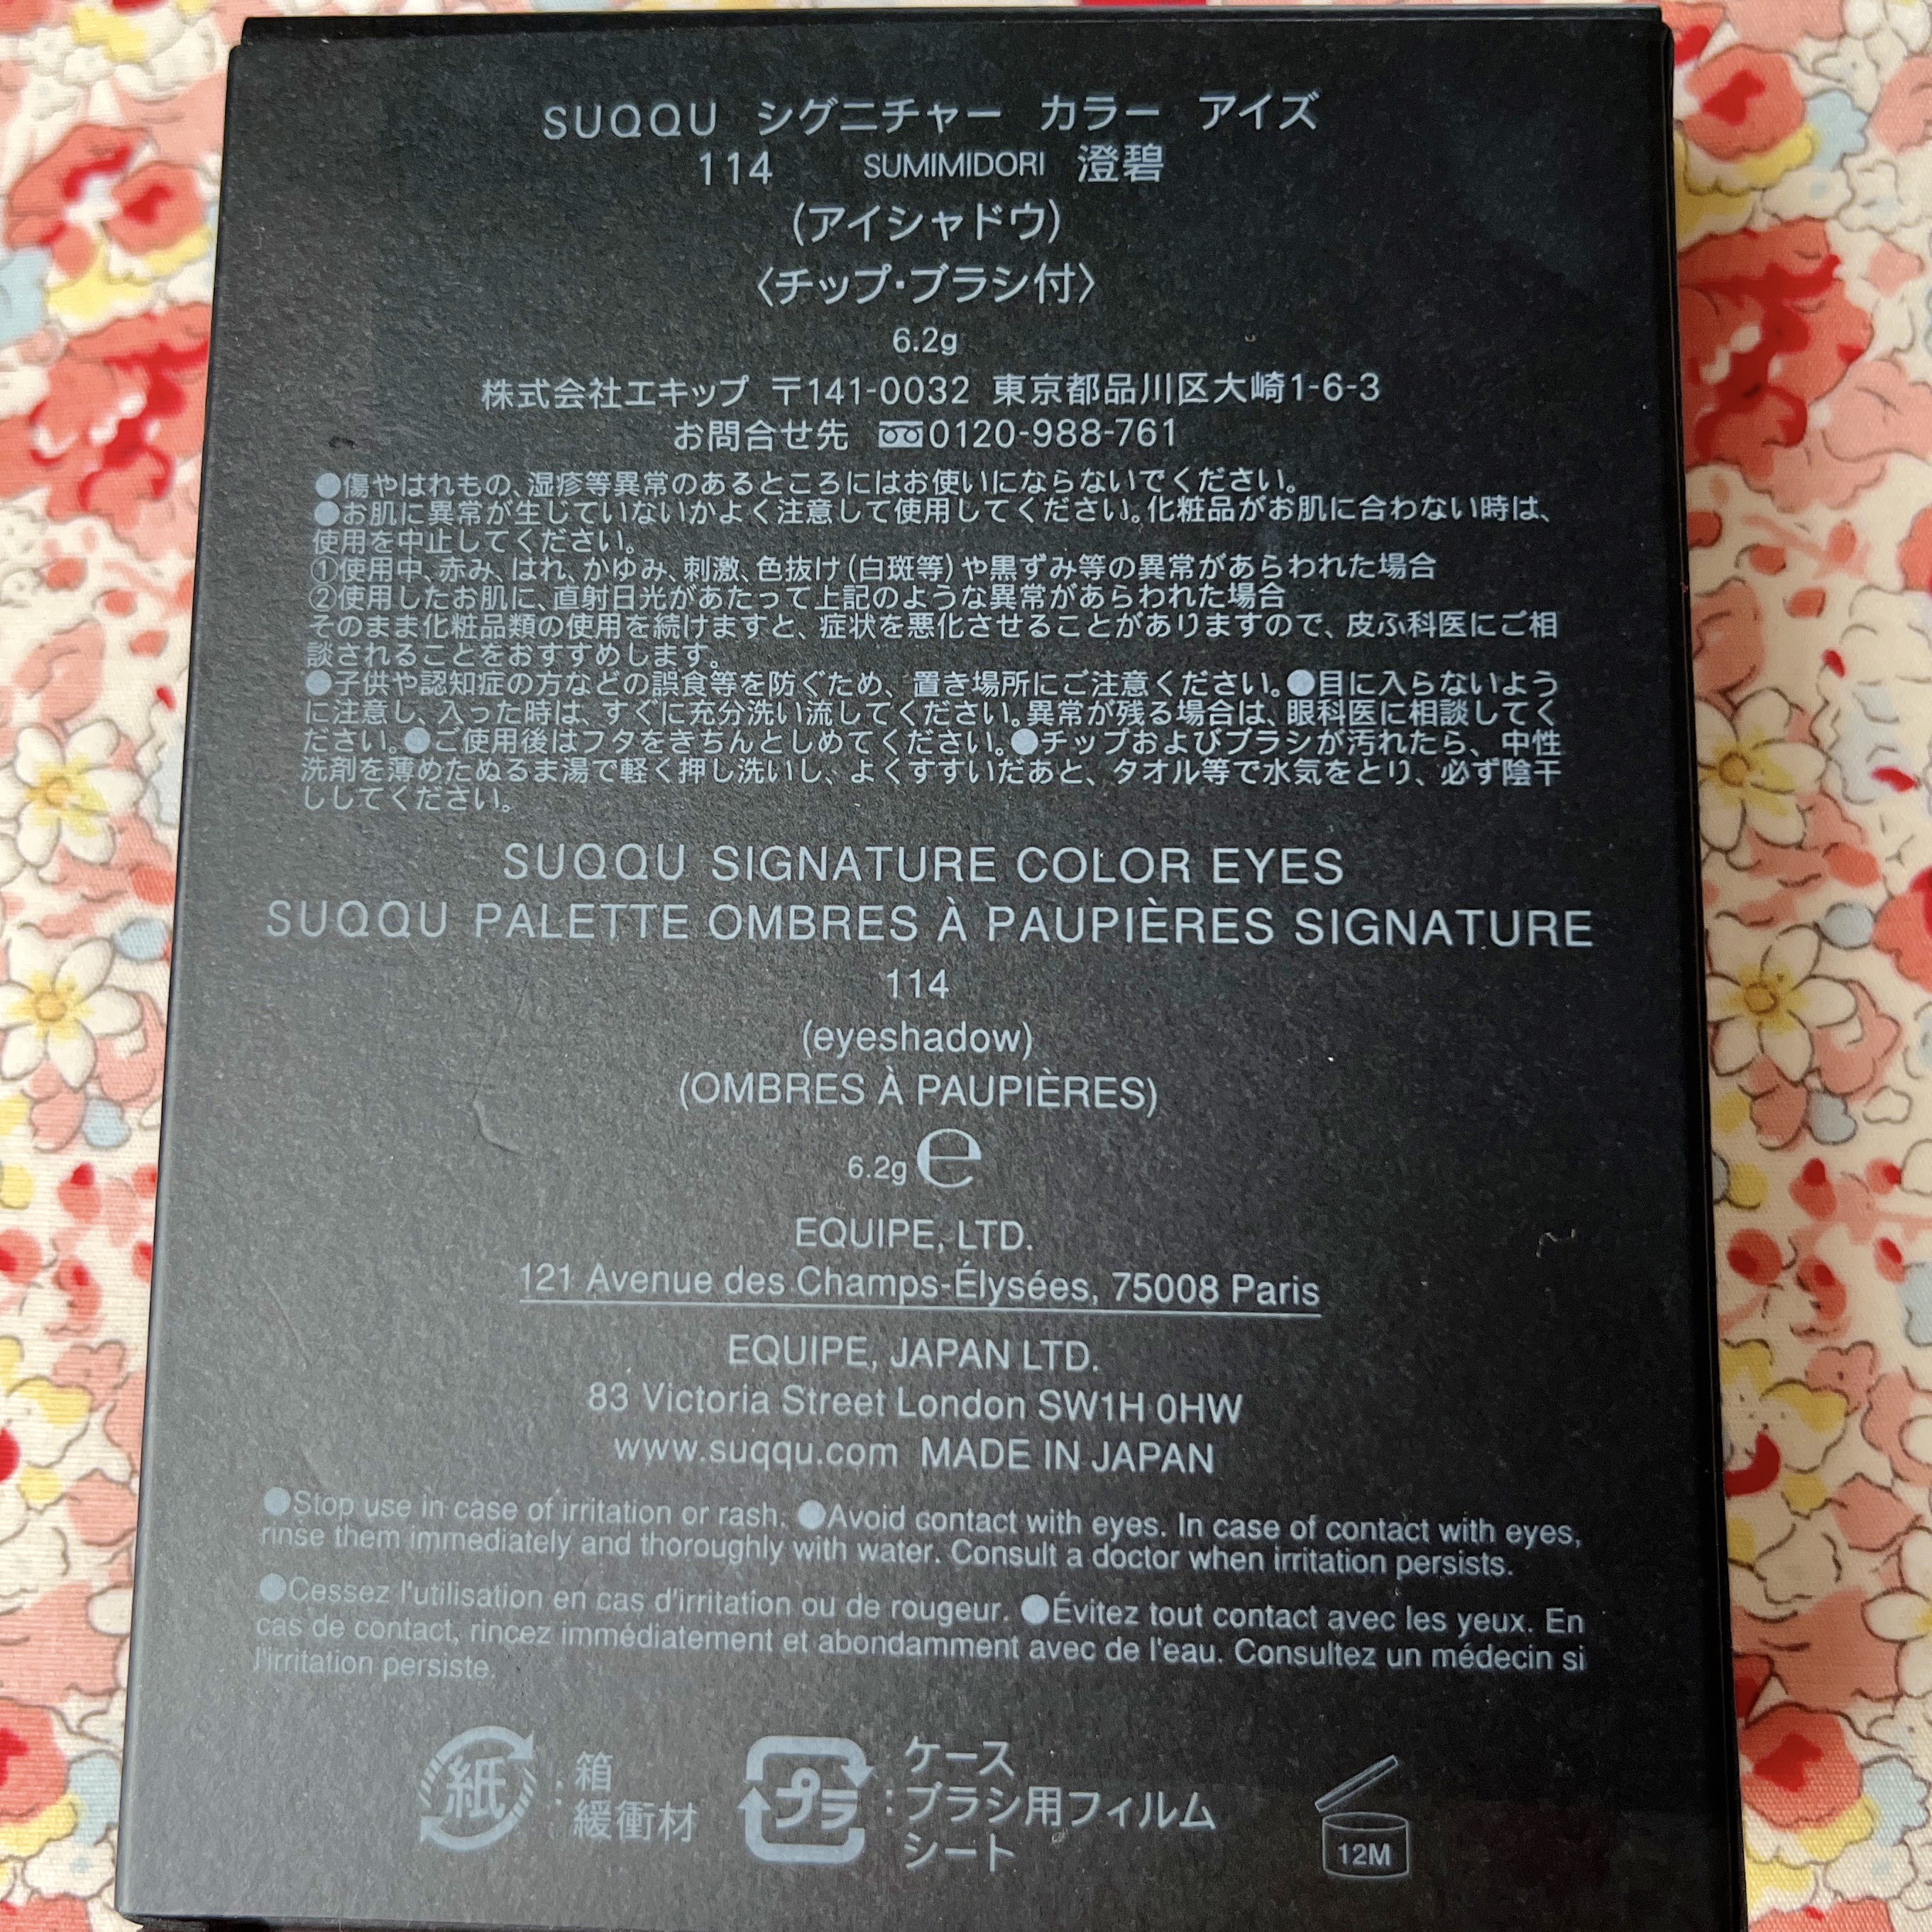 SUQQU シグニチャー カラー アイズ
114 SUMIMIDORI 澄碧
(アイシャドウ)
〈チップ・ブラシ付〉
6.2g
株式会社エキップ 〒141-0032 東京都品川区大崎1-6-3
お問合せ先 0120-988-761
●傷やはれもの、湿疹等異常のあるところにはお使いにならないでください。
●お肌に異常が生じていないかよく注意して使用してください。化粧品がお肌に合わない時は、
使用を中止してください。
①使用中、赤み、はれ、かゆみ、刺激、色抜け(白斑等)や黒ずみ等の異常があらわれた場合
②使用したお肌に、直射日光があたって上記のような異常があらわれた場合
そのまま化粧品類の使用を続けますと、症状を悪化させることがありますので、皮ふ科医にご相
談されることをおすすめします。
●子供や認知症の方などの誤食等を防ぐため、置き場所にご注意ください。●目に入らないよう
に注意し、入った時は、すぐに充分洗い流してください。異常が残る場合は、眼科医に相談してく
ださい。●ご使用後はフタをきちんとしめてください。●チップおよびブラシが汚れたら、中性
洗剤を薄めたぬるま湯で軽く押し洗いし、よくすすいだあと、タオル等で水気をとり、必ず陰干
ししてください。
SUQQU SIGNATURE COLOR EYES
SUQQU PALETTE OMBRES À PAUPIÈRES SIGNATURE
114
(eyeshadow)
(OMBRES À PAUPIÈRES)
6.2g e
EQUIPE, LTD.
121 Avenue des Champs-Élysées, 75008 Paris
EQUIPE, JAPAN LTD.
83 Victoria Street London SW1H 0HW
www.suqqu.com MADE IN JAPAN
●Stop use in case of irritation or rash. ●Avoid contact with eyes. In case of contact with eyes,
rinse them immediately and thoroughly with water. Consult a doctor when irritation persists.
●Cessez l'utilisation en cas d'irritation ou de rougeur. ●Évitez tout contact avec les yeux. En
cas de contact, rincez immédiatement et abondamment avec de l'eau. Consultez un médecin si
l'irritation persiste.
紙 : 箱
緩衝材
プラ : ケース
ブラシ用フィルム
シート
12M